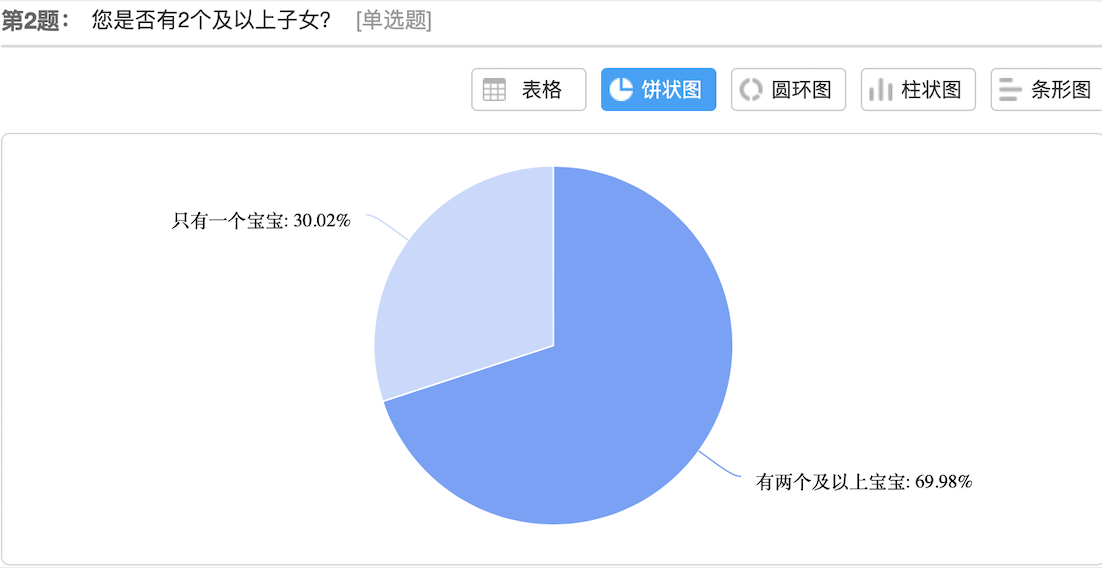 第2题： 您是否有2个及以上子女？ [单选题]
表格 饼状图 圆环图 柱状图 条形图
只有一个宝宝: 30.02%
有两个及以上宝宝: 69.98%